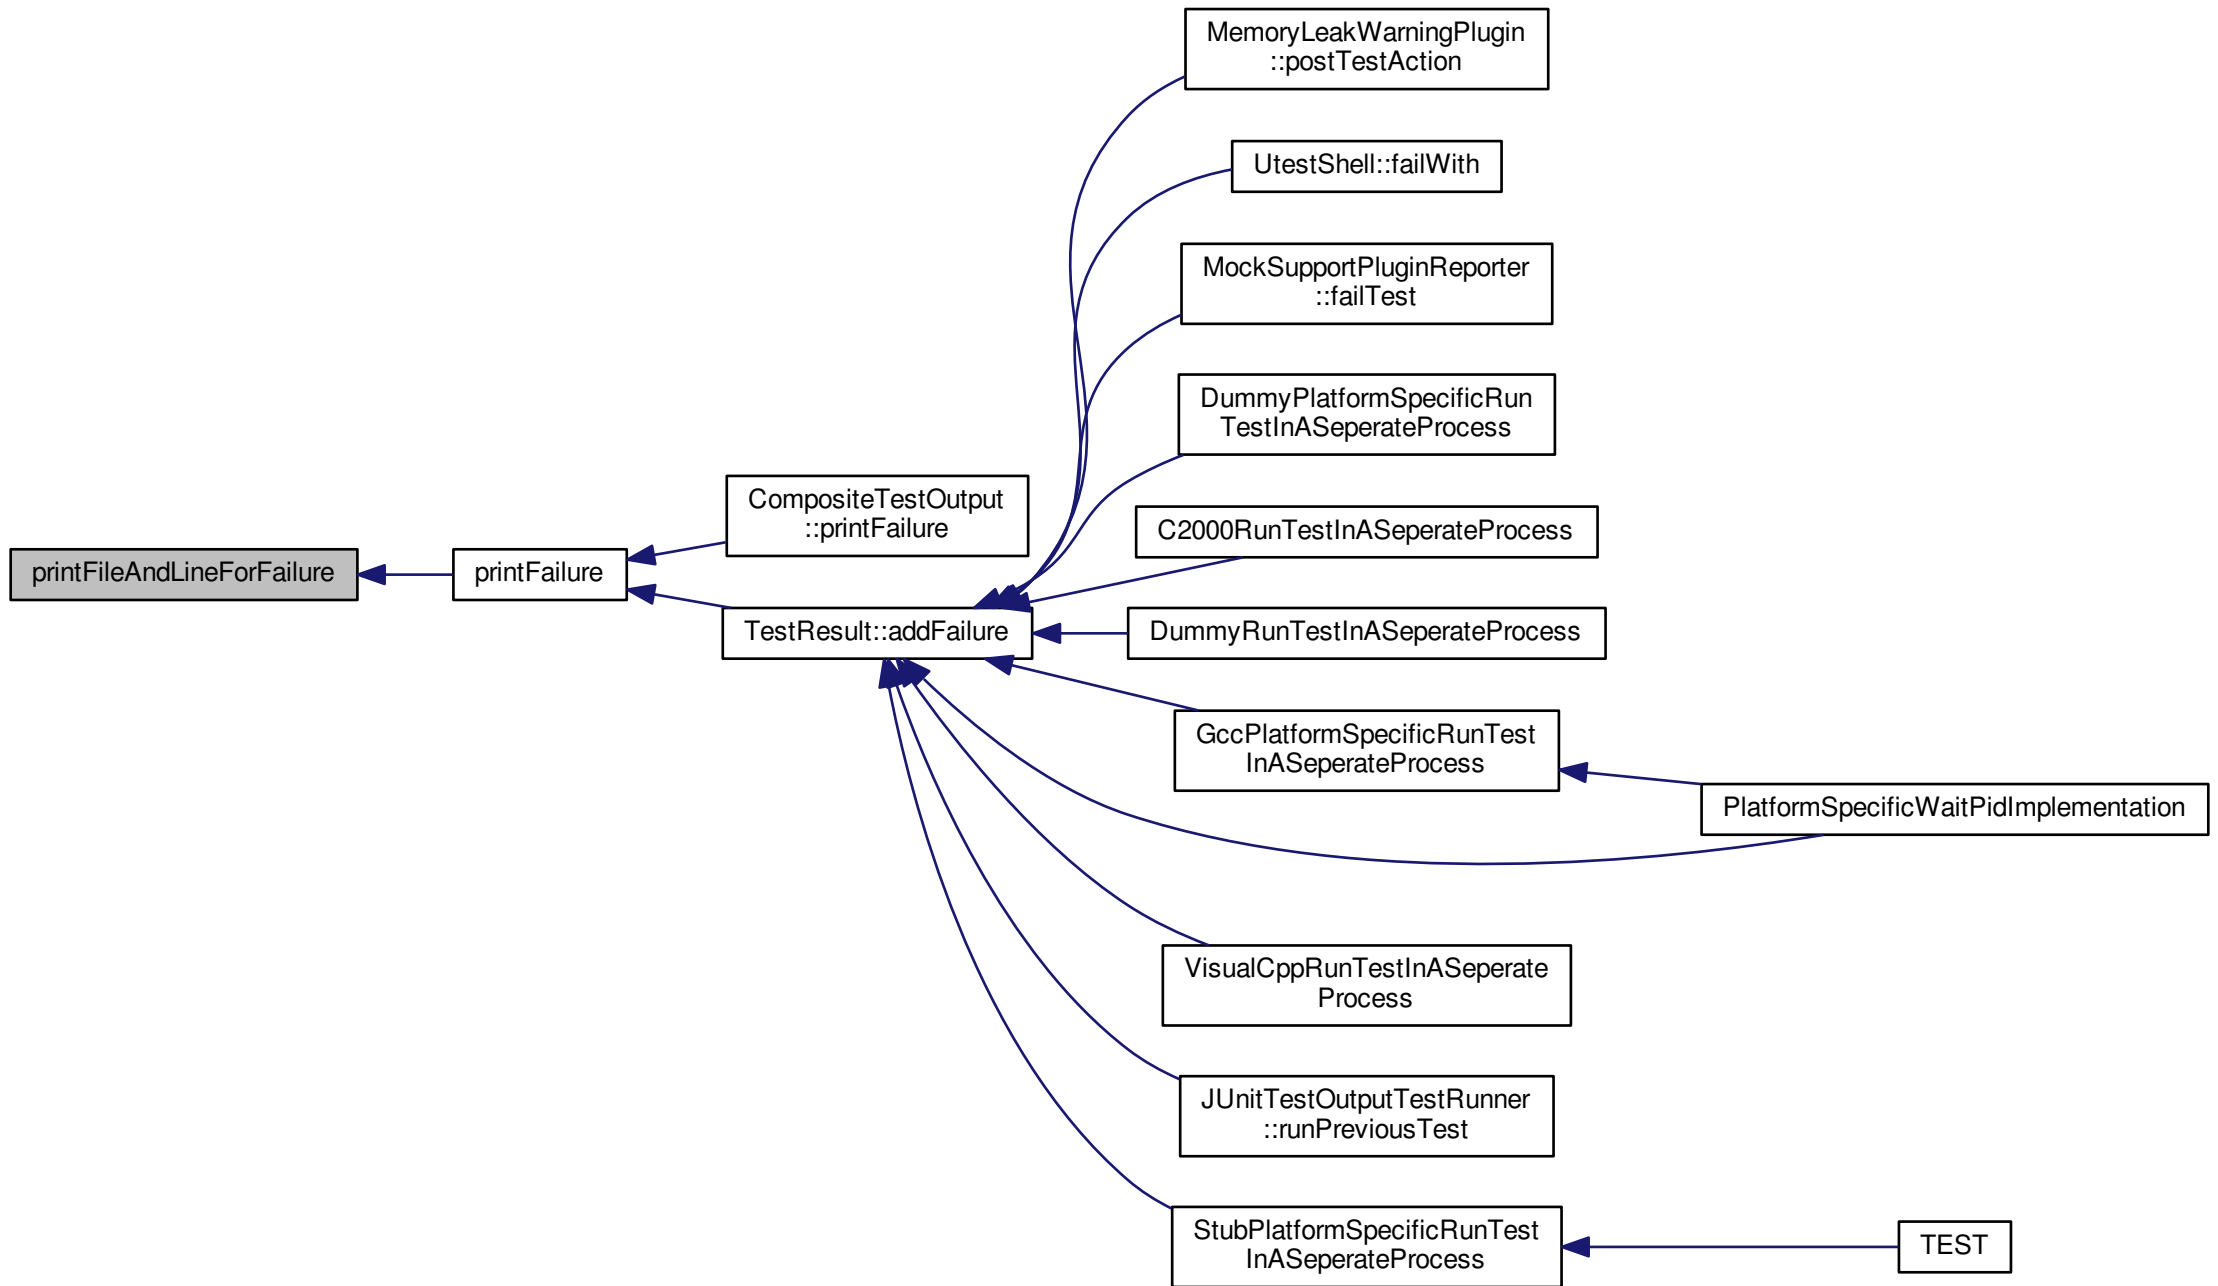 MemoryLeakWarningPlugin
::postTestAction
UtestShell::failWith
MockSupportPluginReporter
::failTest
DummyPlatformSpecificRun
TestInASeperateProcess
CompositeTestOutput
::printFailure
C2000RunTestInASeperateProcess
printFileAndLineForFailure
printFailure
TestResult::addFailure
DummyRunTestInASeperateProcess
GccPlatformSpecificRunTest
InASeperateProcess
PlatformSpecificWaitPidImplementation
VisualCppRunTestInASeperate
Process
JUnitTestOutputTestRunner
::runPreviousTest
StubPlatformSpecificRunTest
InASeperateProcess
TEST